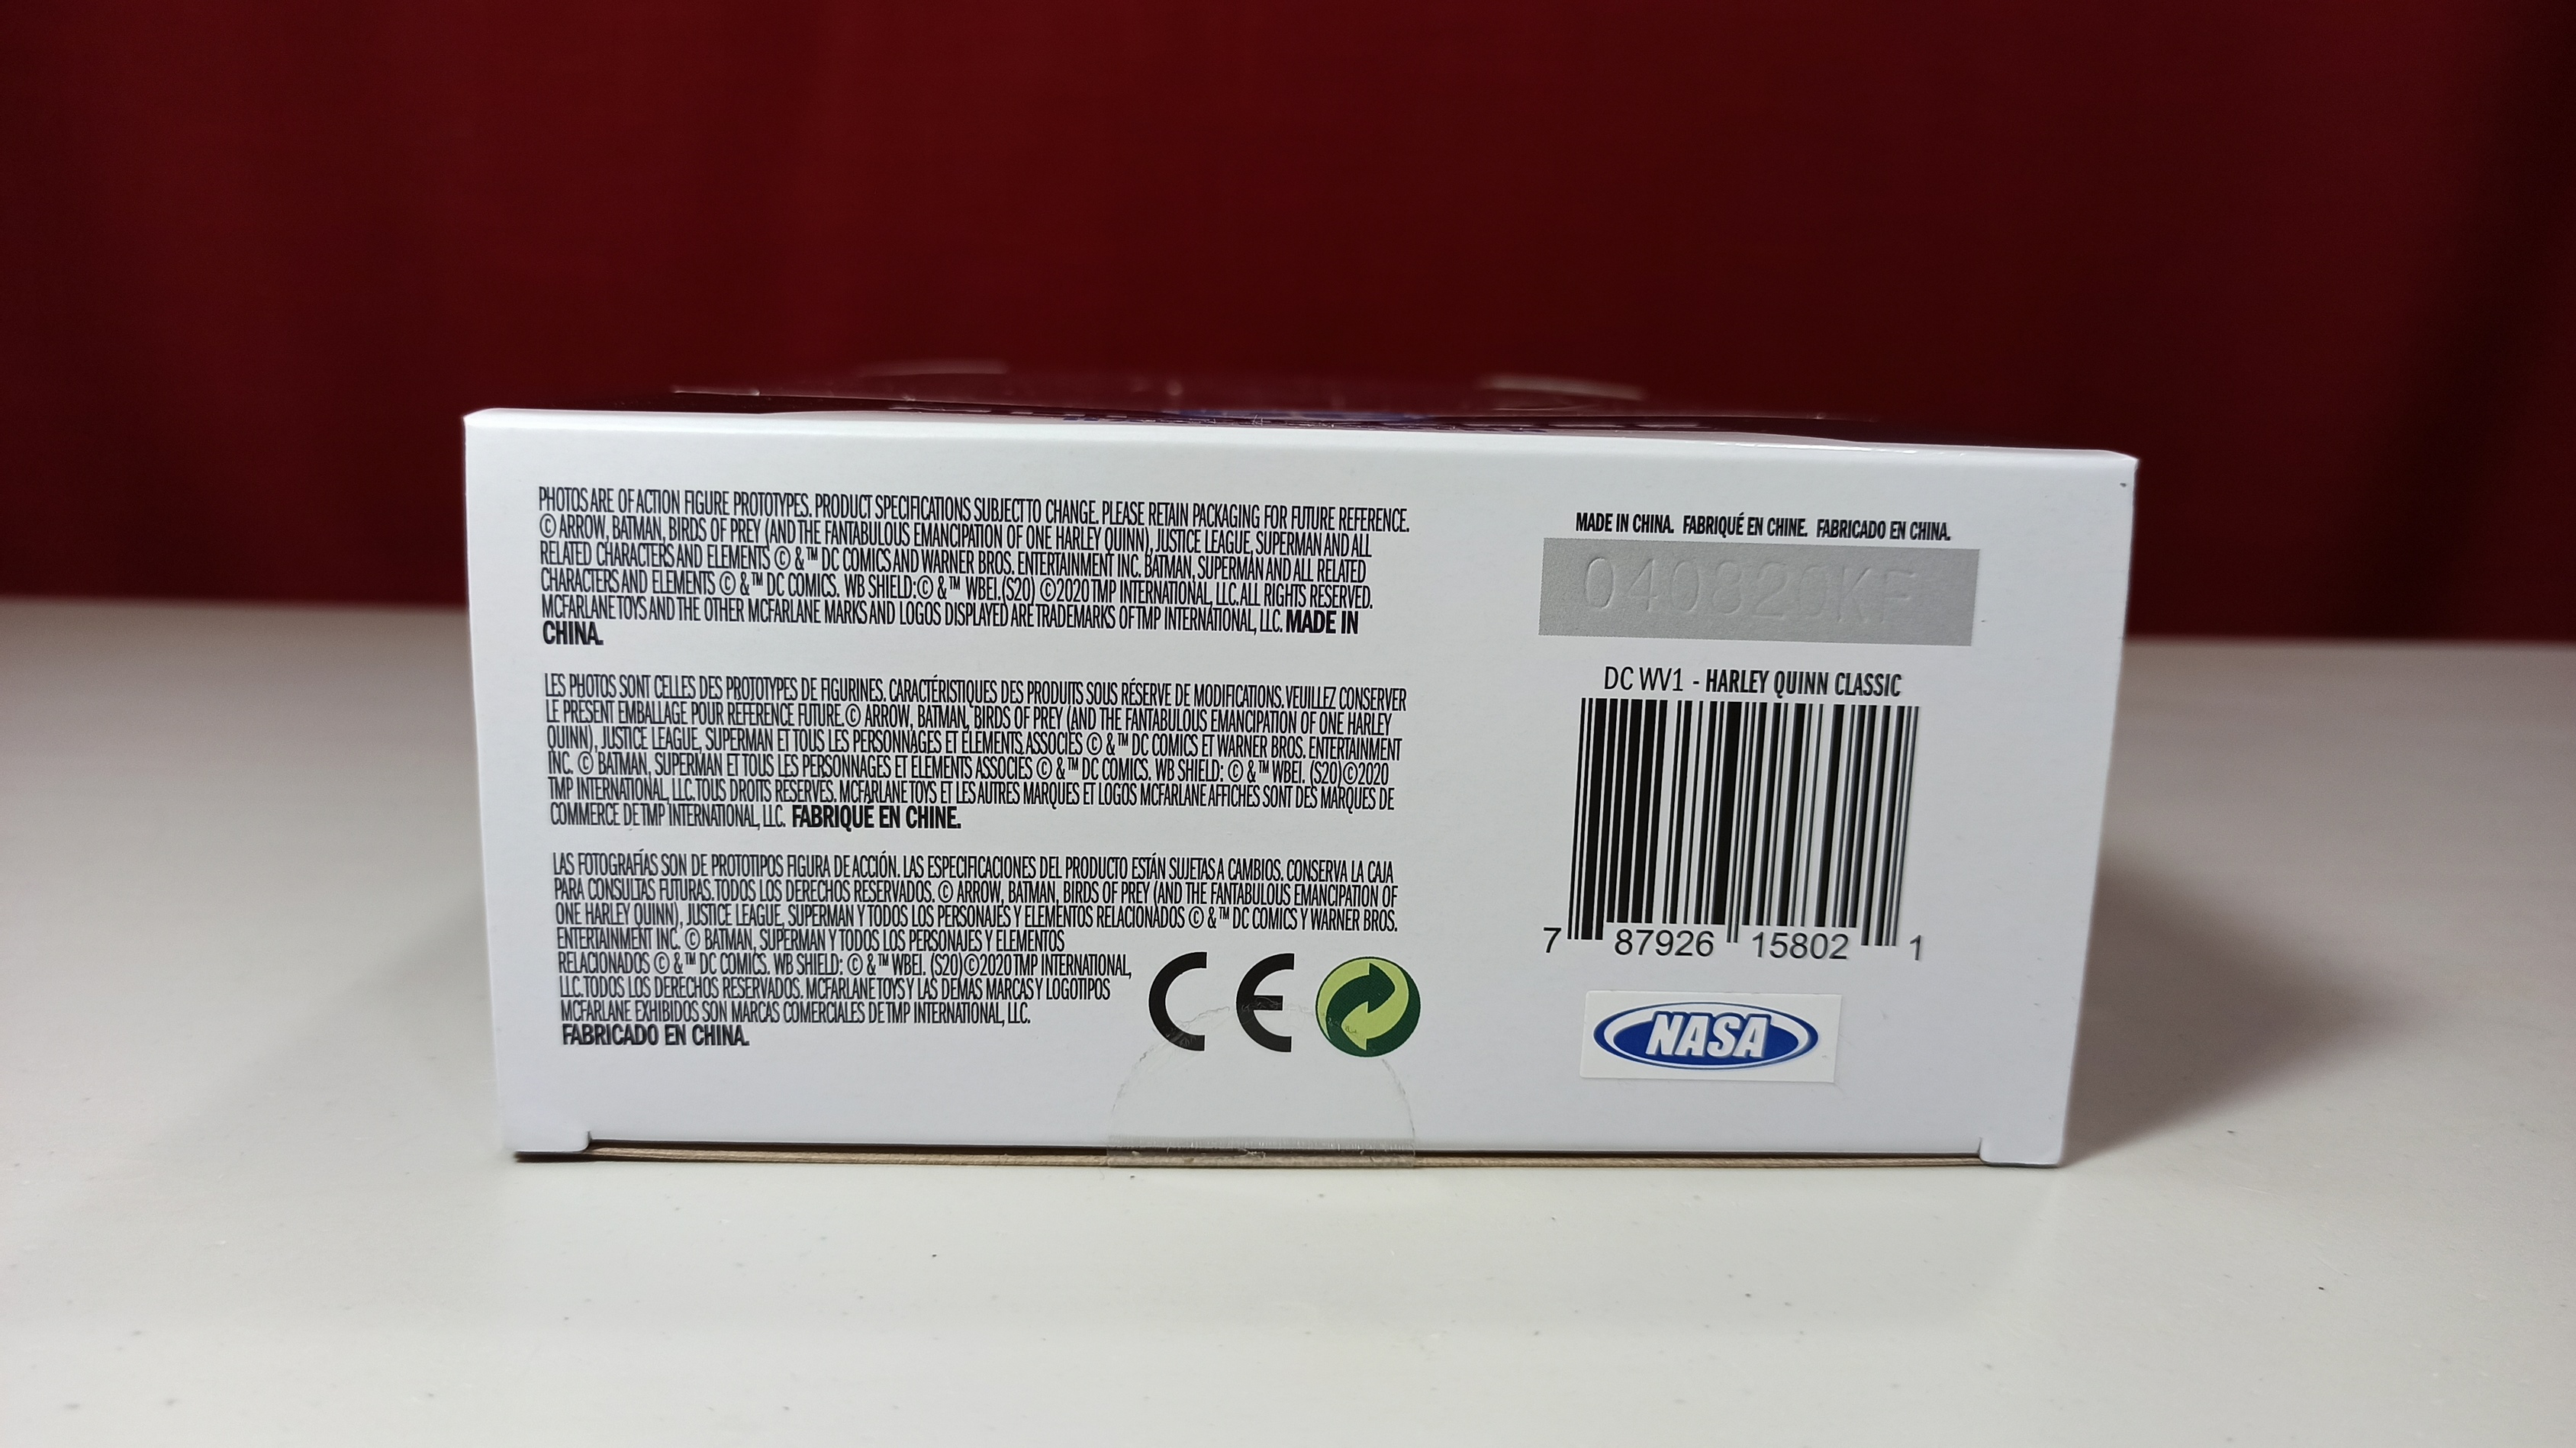 PHOTOS ARE OF ACTION FIGURE PROTOTYPES. PRODUCT SPECIFICATIONS SUBJECT TO CHANGE. PLEASE RETAIN PACKAGING FOR FUTURE REFERENCE.
© ARROW, BATMAN, BIRDS OF PREY (AND THE FANTABULOUS EMANCIPATION OF ONE HARLEY QUINN), JUSTICE LEAGUE, SUPERMAN AND ALL
RELATED CHARACTERS AND ELEMENTS © & ™ DC COMICS AND WARNER BROS. ENTERTAINMENT INC. BATMAN, SUPERMAN AND ALL RELATED
CHARACTERS AND ELEMENTS © & ™ DC COMICS. WB SHIELD: © & ™ WBEI. (S20) ©2020 TMP INTERNATIONAL, LLC. ALL RIGHTS RESERVED.
MCFARLANE TOYS AND THE OTHER MCFARLANE MARKS AND LOGOS DISPLAYED ARE TRADEMARKS OF TMP INTERNATIONAL, LLC. MADE IN
CHINA.
LES PHOTOS SONT CELLES DES PROTOTYPES DE FIGURINES. CARACTÉRISTIQUES DES PRODUITS SOUS RÉSERVE DE MODIFICATIONS. VEUILLEZ CONSERVER
LE PRESENT EMBALLAGE POUR REFERENCE FUTURE. © ARROW, BATMAN, BIRDS OF PREY (AND THE FANTABULOUS EMANCIPATION OF ONE HARLEY
QUINN), JUSTICE LEAGUE, SUPERMAN ET TOUS LES PERSONNAGES ET ELEMENTS ASSOCIES © & ™ DC COMICS ET WARNER BROS. ENTERTAINMENT
INC. © BATMAN, SUPERMAN ET TOUS LES PERSONNAGES ET ELEMENTS ASSOCIES © & ™ DC COMICS. WB SHIELD: © & ™ WBEI. (S20) ©2020
TMP INTERNATIONAL, LLC. TOUS DROITS RESERVES. MCFARLANE TOYS ET LES AUTRES MARQUES ET LOGOS MCFARLANE AFFICHES SONT DES MARQUES DE
COMMERCE DE TMP INTERNATIONAL, LLC. FABRIQUÉ EN CHINE.
LAS FOTOGRAFÍAS SON DE PROTOTIPOS FIGURA DE ACCIÓN. LAS ESPECIFICACIONES DEL PRODUCTO ESTÁN SUJETAS A CAMBIOS. CONSERVA LA CAJA
PARA CONSULTAS FUTURAS. TODOS LOS DERECHOS RESERVADOS. © ARROW, BATMAN, BIRDS OF PREY (AND THE FANTABULOUS EMANCIPATION OF
ONE HARLEY QUINN), JUSTICE LEAGUE, SUPERMAN Y TODOS LOS PERSONAJES Y ELEMENTOS RELACIONADOS © & ™ DC COMICS Y WARNER BROS.
ENTERTAINMENT INC. © BATMAN, SUPERMAN Y TODOS LOS PERSONAJES Y ELEMENTOS
RELACIONADOS © & ™ DC COMICS. WB SHIELD: © & ™ WBEI. (S20) ©2020 TMP INTERNATIONAL,
LLC. TODOS LOS DERECHOS RESERVADOS. MCFARLANE TOYS Y LAS DEMAS MARCAS Y LOGOTIPOS
MCFARLANE EXHIBIDOS SON MARCAS COMERCIALES DE TMP INTERNATIONAL, LLC.
FABRICADO EN CHINA.
CE
MADE IN CHINA. FABRIQUÉ EN CHINE. FABRICADO EN CHINA.
040820KF
DC WV1 - HARLEY QUINN CLASSIC
7 87926 15802 1
NASA